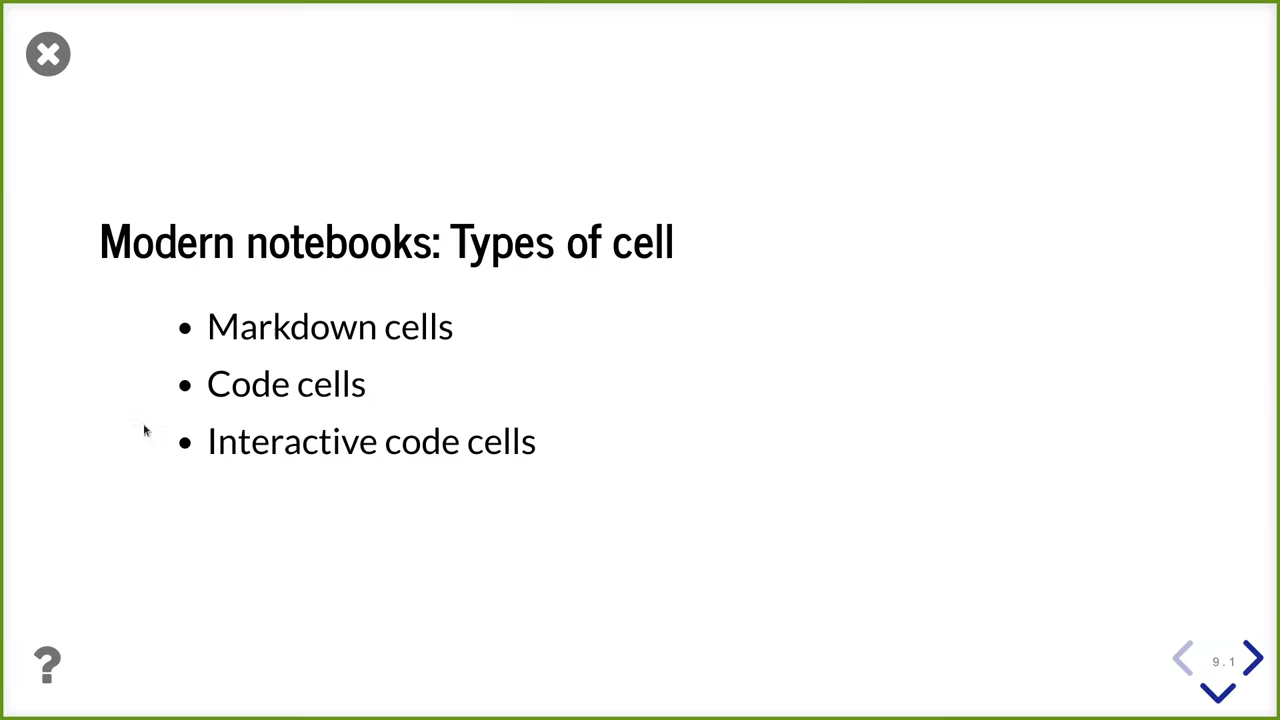 Modern notebooks: Types of cell
• Markdown cells
• Code cells
• Interactive code cells
?
9.1